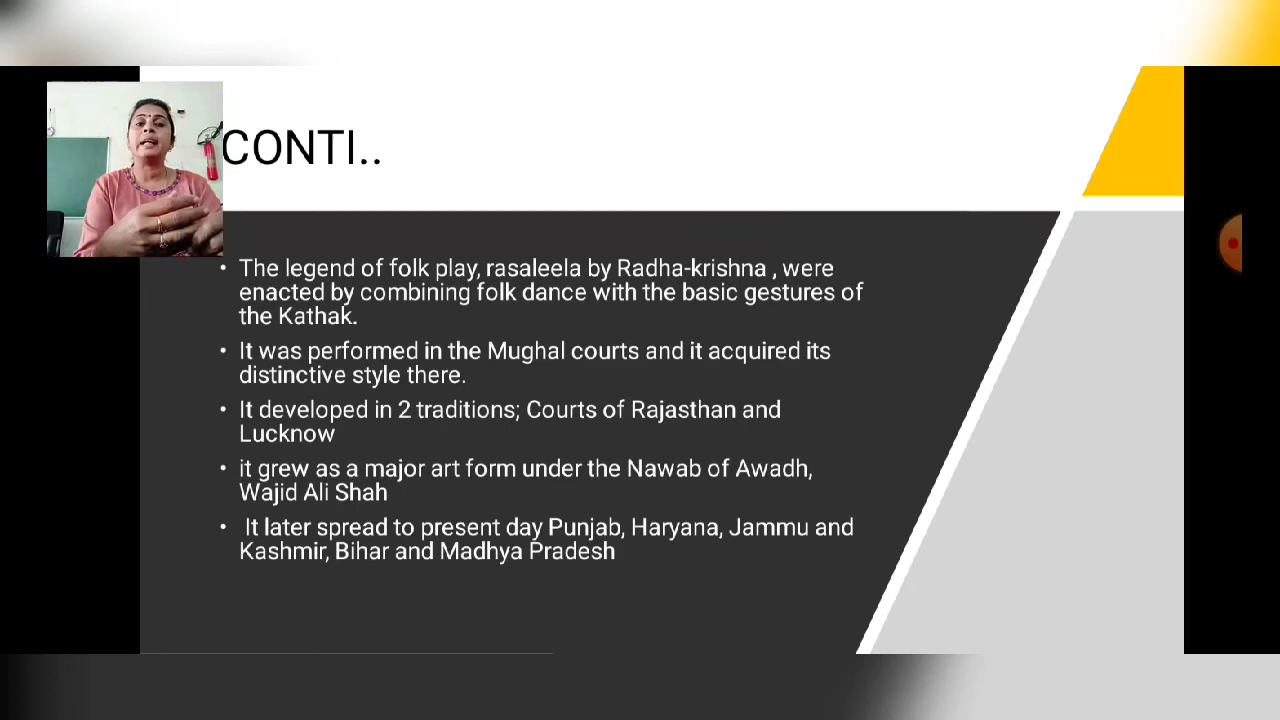 CONTI..
• The legend of folk play, rasaleela by Radha-krishna , were
enacted by combining folk dance with the basic gestures of
the Kathak.
• It was performed in the Mughal courts and it acquired its
distinctive style there.
• It developed in 2 traditions; Courts of Rajasthan and
Lucknow
• it grew as a major art form under the Nawab of Awadh,
Wajid Ali Shah
• It later spread to present day Punjab, Haryana, Jammu and
Kashmir, Bihar and Madhya Pradesh